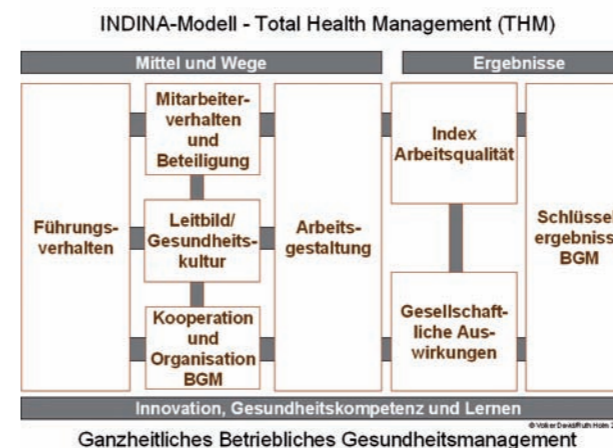 INDINA-Modell - Total Health Management (THM)
Mittel und Wege
Ergebnisse
Führungs-
verhalten
Mitarbeiter-
verhalten
und
Beteiligung
Leitbild/
Gesundheits-
kultur
Kooperation
und
Organisation
BGM
Arbeits-
gestaltung
Index
Arbeitsqualität
Gesellschaft-
liche Aus-
wirkungen
Schlüssel
ergebniss
BGM
Innovation, Gesundheitskompetenz und Lernen
Ganzheitliches Betriebliches Gesundheitsmanagement